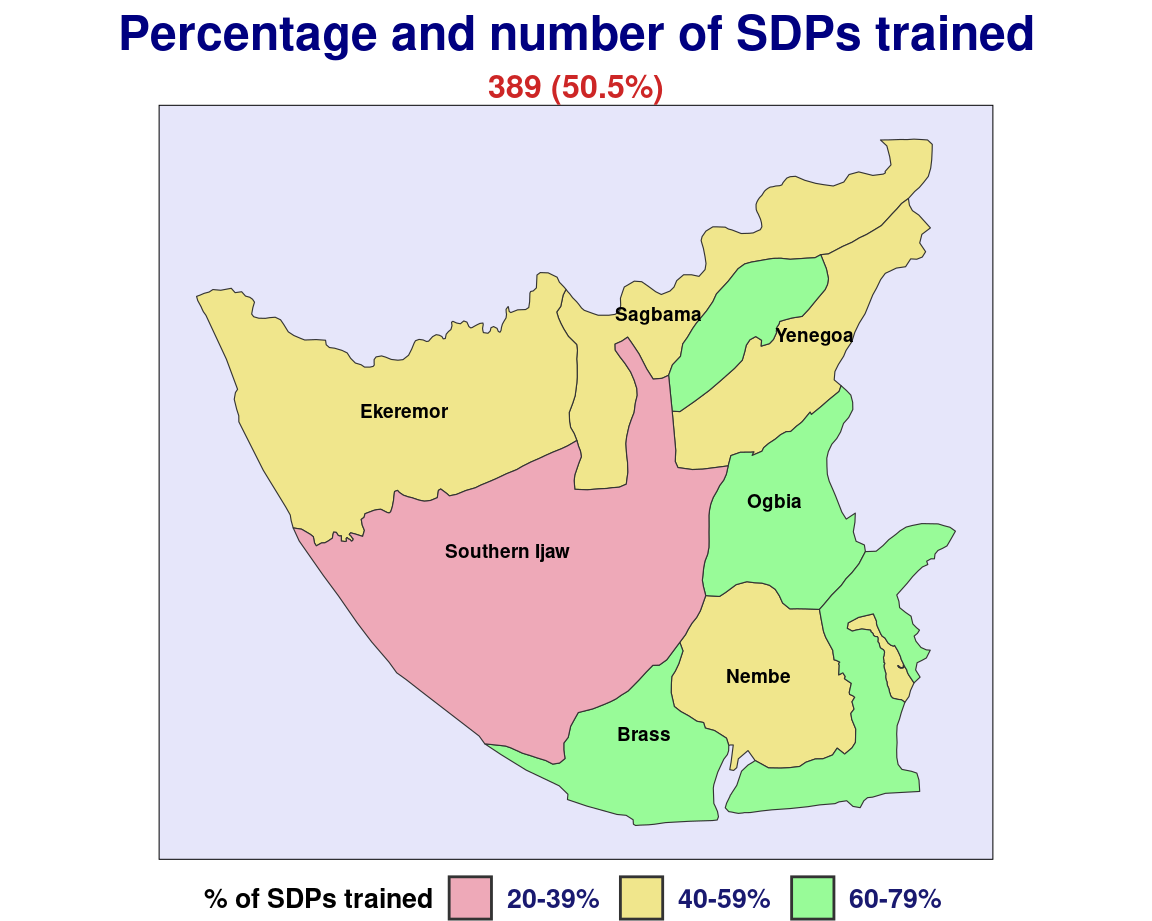 Percentage and number of SDPs trained
389 (50.5%)
Sagbama
Yenegoa
Ekeremor
Ogbia
Southern Ijaw
Nembe
Brass
% of SDPs trained 20-39% 40-59% 60-79%